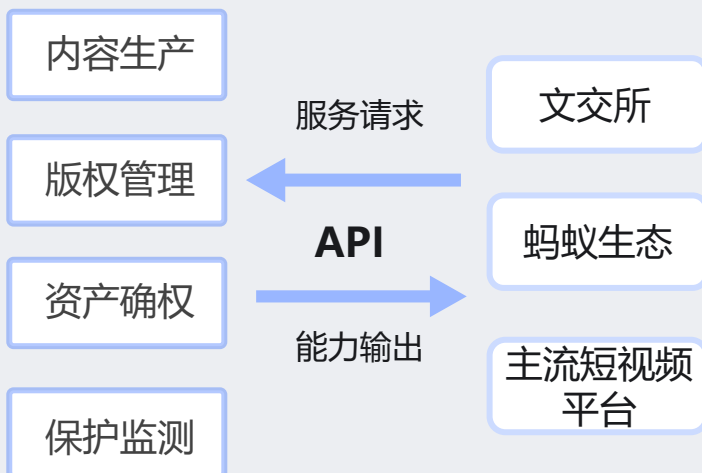 内容生产
版权管理
资产确权
保护监测
服务请求
API
能力输出
文交所
蚂蚁生态
主流短视频
平台